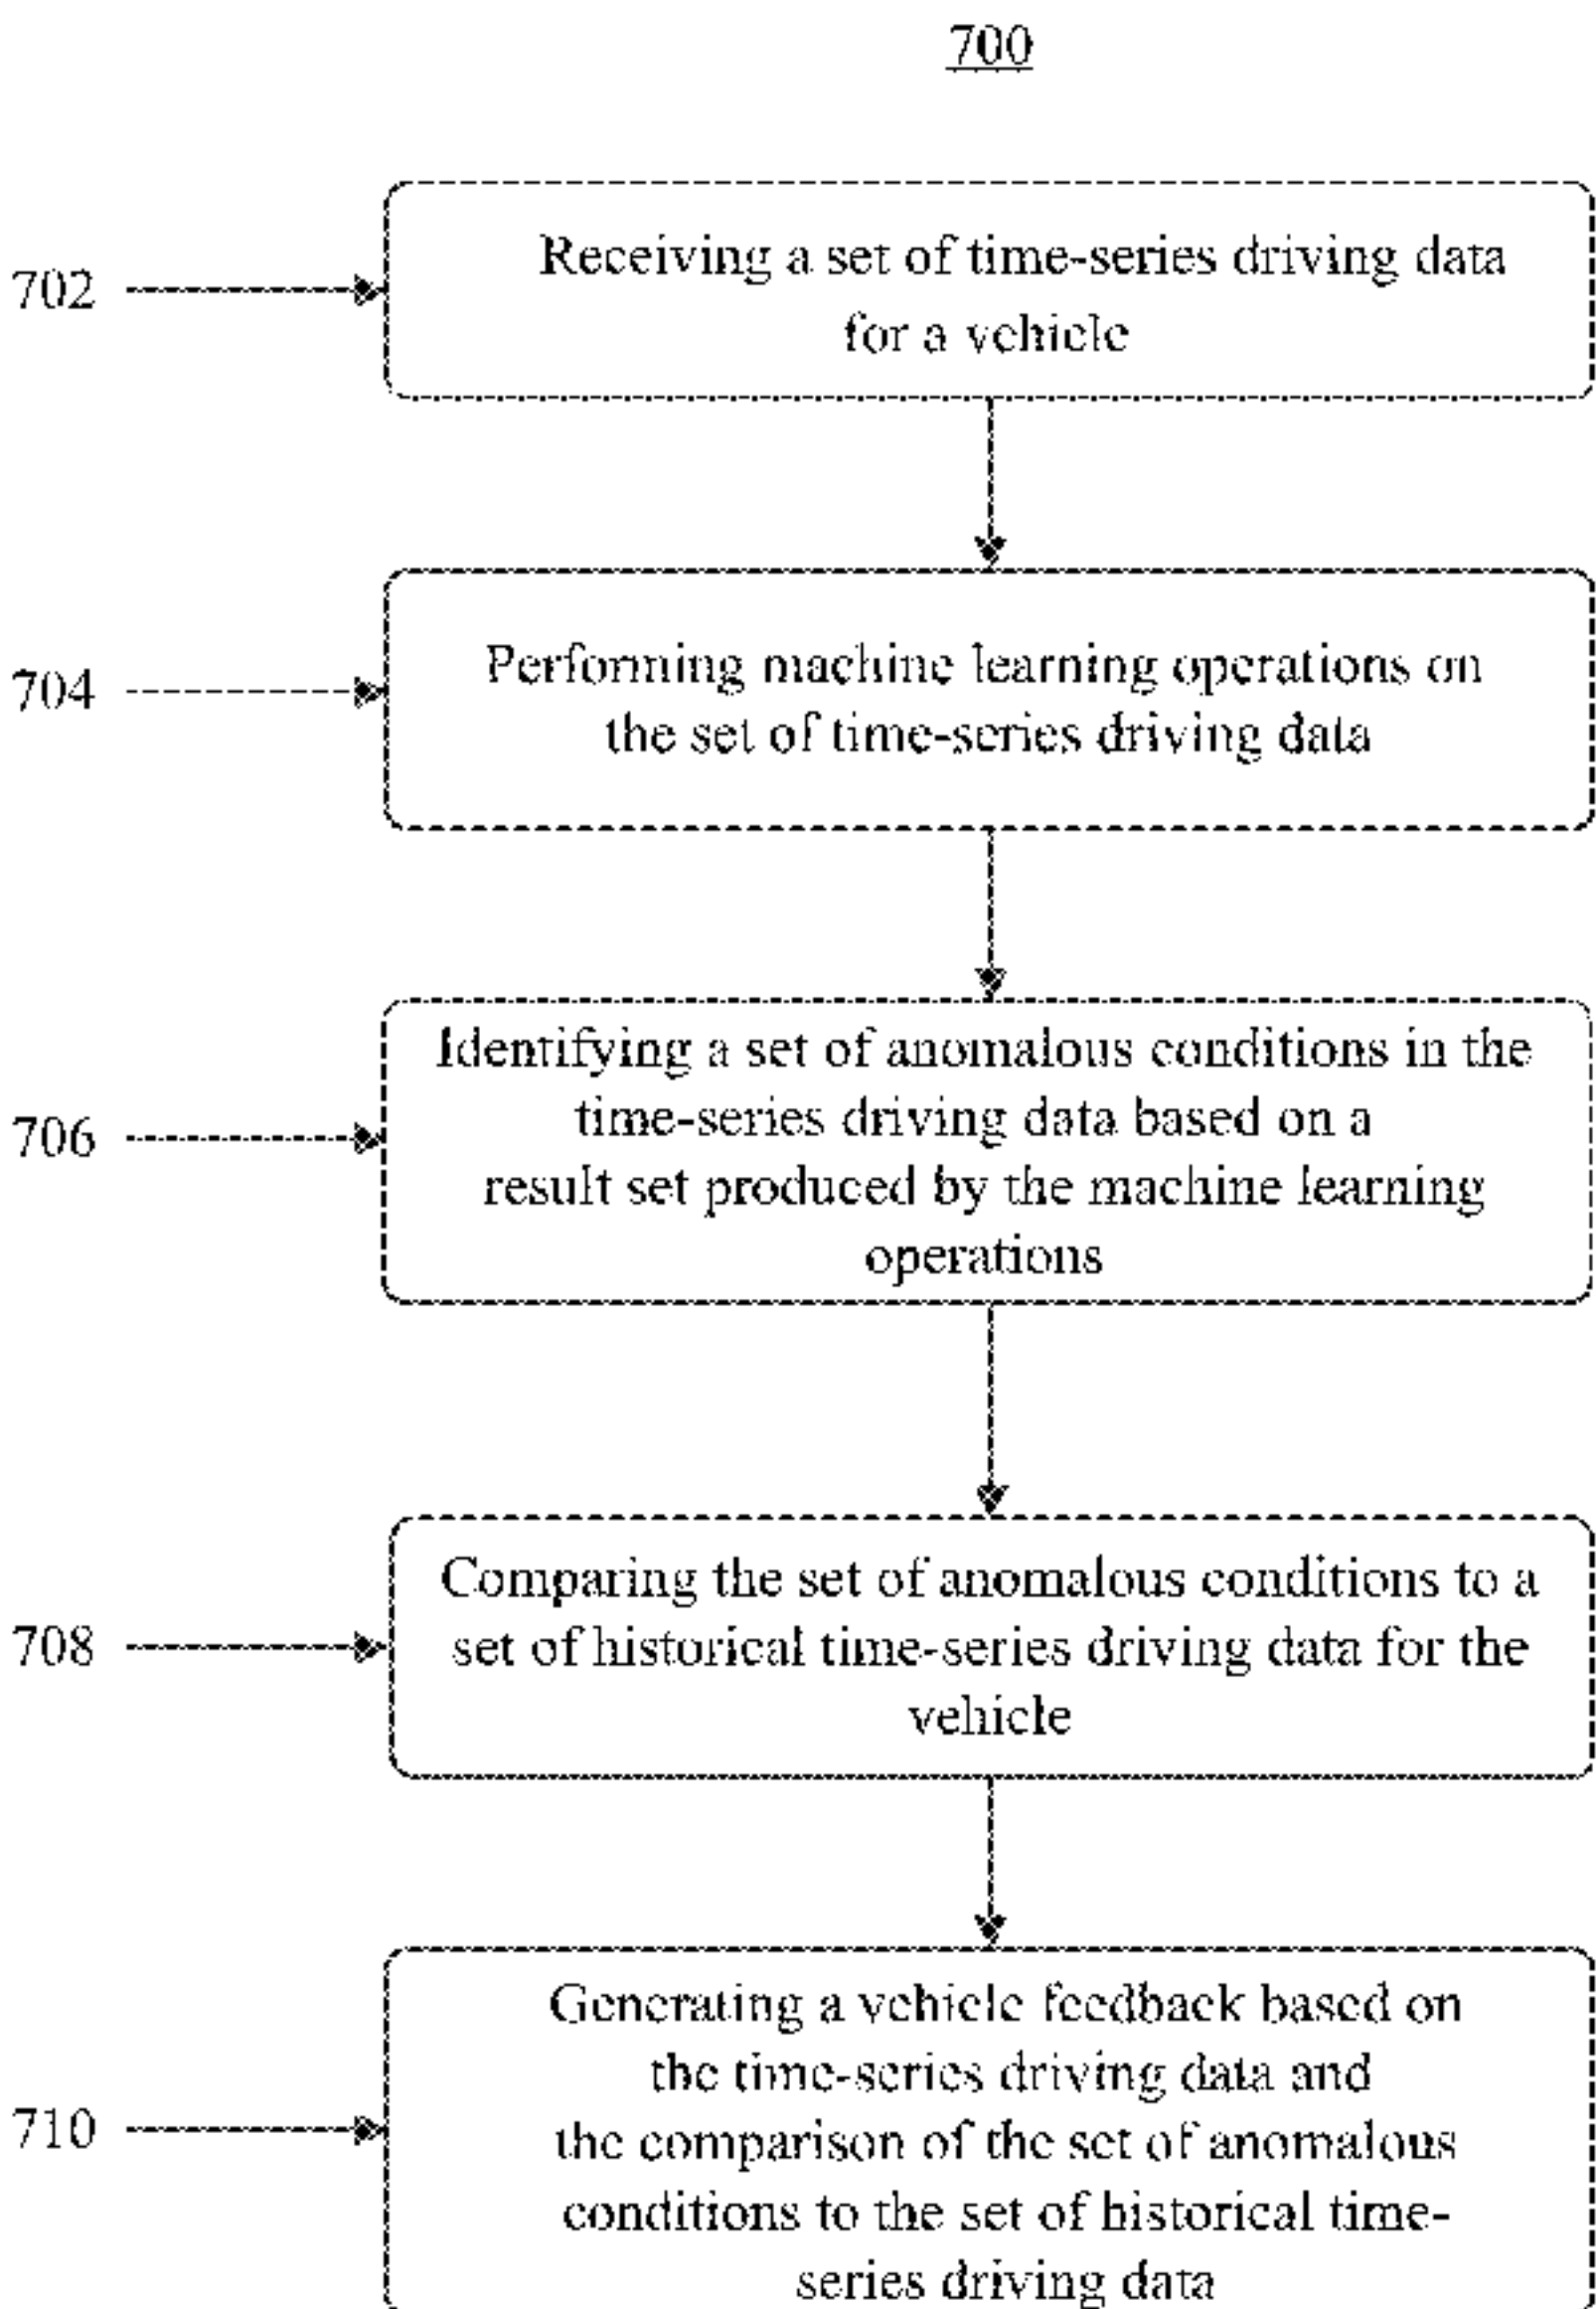 700
702
Receiving a set of time-series driving data
for a vehicle
704
Performing machine learning operations on
the set of time-series driving data
706
Identifying a set of anomalous conditions in the
time-series driving data based on a
result set produced by the machine learning
operations
708
Comparing the set of anomalous conditions to a
set of historical time-series driving data for the
vehicle
710
Generating a vehicle feedback based on
the time-series driving data and
the comparison of the set of anomalous
conditions to the set of historical time-
series driving data